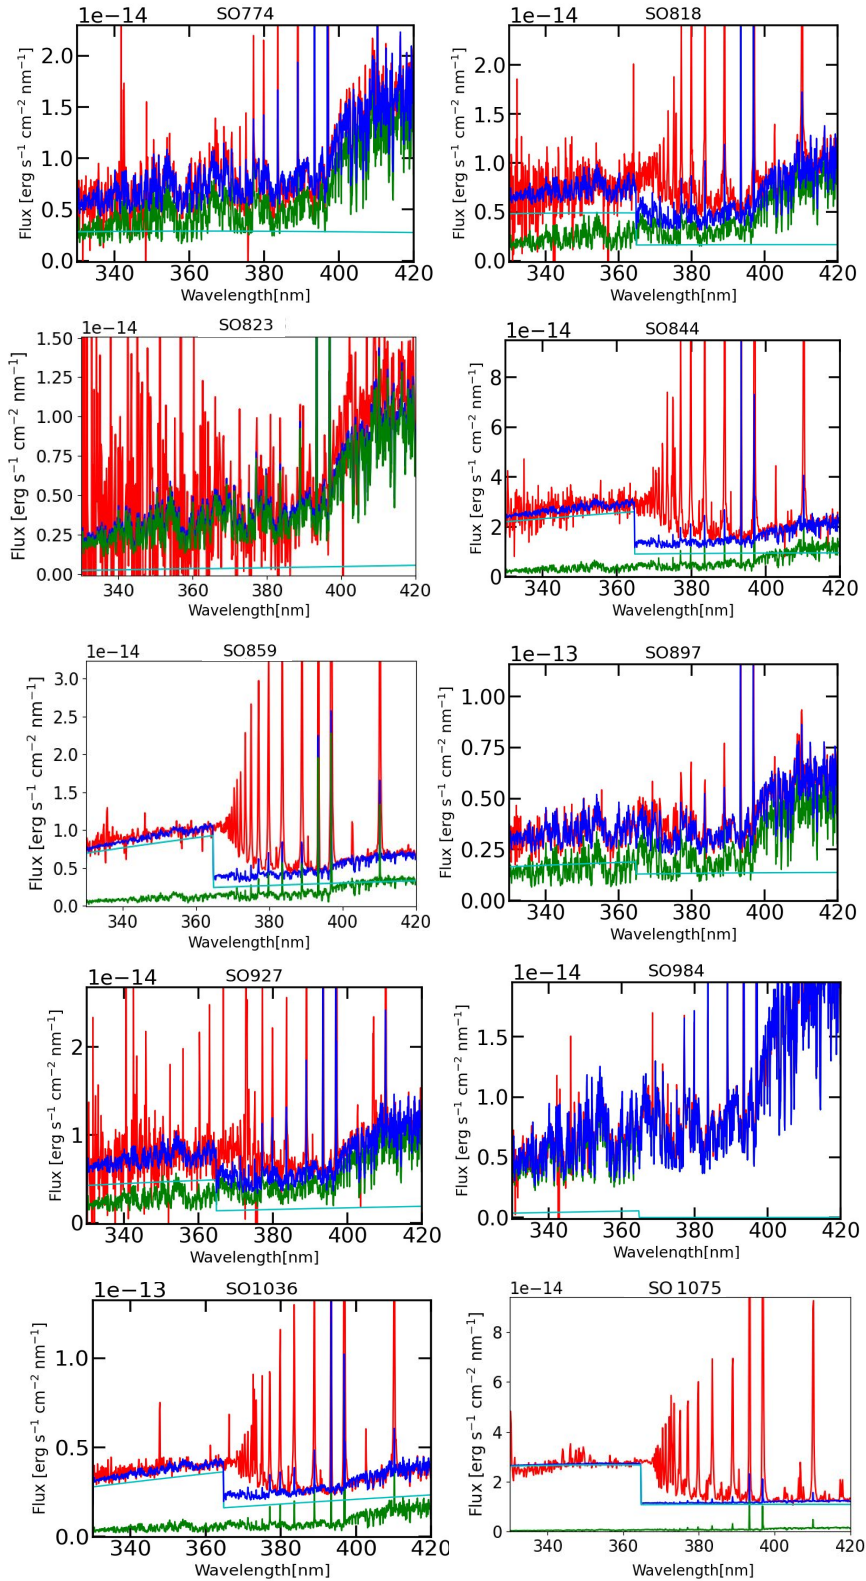 1e−14 SO774
2.0
1.5
1.0
0.5
0.0
Flux [erg s⁻¹ cm⁻² nm⁻¹]
340 360 380 400 420
Wavelength[nm]
SO818
2.0
1.5
1.0
0.5
0.0
Flux [erg s⁻¹ cm⁻² nm⁻¹]
340 360 380 400 420
Wavelength[nm]
1e−14 SO823
1.50
1.25
1.00
0.75
0.50
0.25
0.00
Flux [erg s⁻¹ cm⁻² nm⁻¹]
340 360 380 400 420
Wavelength[nm]
1e−14 SO844
8
6
4
2
0
Flux [erg s⁻¹ cm⁻² nm⁻¹]
340 360 380 400 420
Wavelength[nm]
1e−14 SO859
3.0
2.5
2.0
1.5
1.0
0.5
0.0
Flux [erg s⁻¹ cm⁻² nm⁻¹]
340 360 380 400 420
Wavelength[nm]
1e−13 SO897
1.00
0.75
0.50
0.25
0.00
Flux [erg s⁻¹ cm⁻² nm⁻¹]
340 360 380 400 420
Wavelength[nm]
1e−14 SO927
2
1
0
Flux [erg s⁻¹ cm⁻² nm⁻¹]
340 360 380 400 420
Wavelength[nm]
1e−14 SO984
1.5
1.0
0.5
0.0
Flux [erg s⁻¹ cm⁻² nm⁻¹]
340 360 380 400 420
Wavelength[nm]
1e−13 SO1036
1.0
0.5
0.0
Flux [erg s⁻¹ cm⁻² nm⁻¹]
340 360 380 400 420
Wavelength[nm]
1e−14 SO1075
8
6
4
2
0
Flux [erg s⁻¹ cm⁻² nm⁻¹]
340 360 380 400 420
Wavelength[nm]